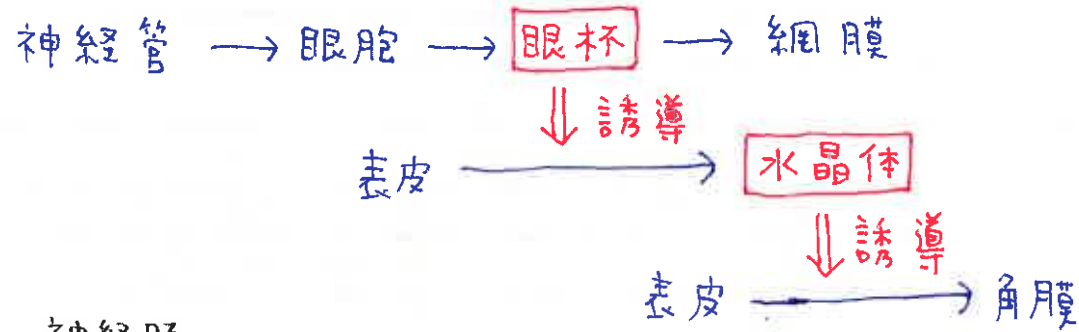 神経管 → 眼胞 → 眼杯 → 網膜
⇓ 誘導
表皮 → 水晶体
⇓ 誘導
表皮 → 角膜